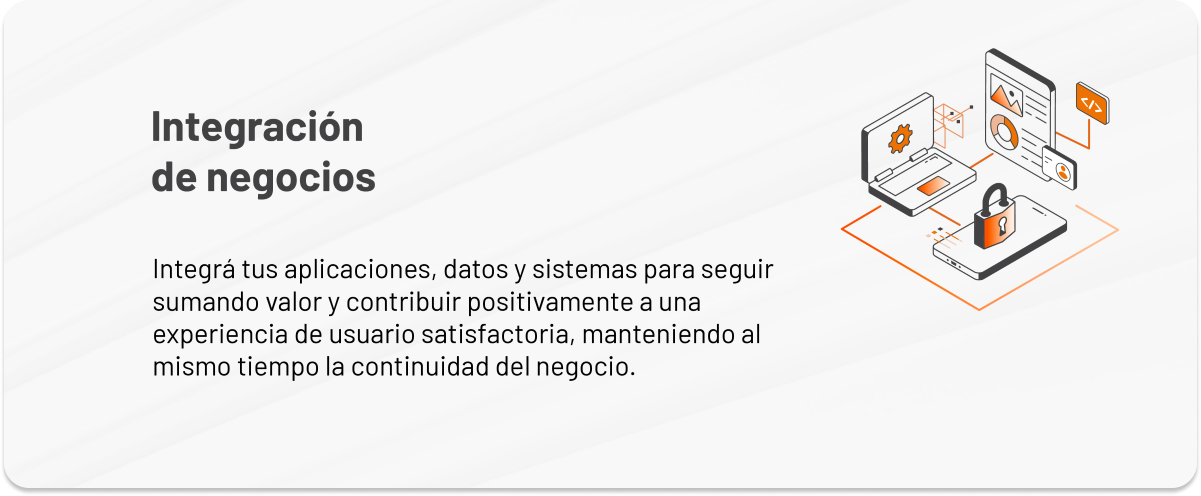 Integración
de negocios
Integrá tus aplicaciones, datos y sistemas para seguir
sumando valor y contribuir positivamente a una
experiencia de usuario satisfactoria, manteniendo al
mismo tiempo la continuidad del negocio.
</>